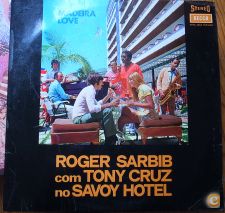 MADEIRA
LOVE
STEREO
DECCA
ROGER SARBIB
com TONY CRUZ
no SAVOY HOTEL